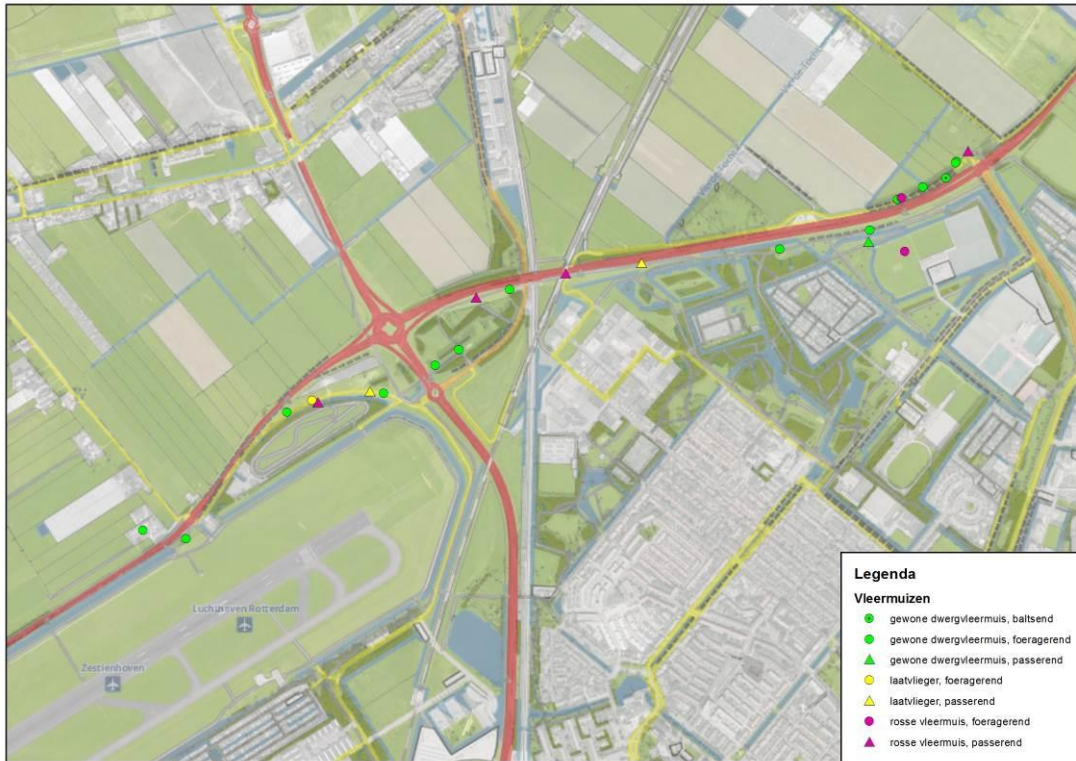 Luchthaven Rotterdam
Zestienhoven
Legenda
Vleermuizen
gewone dwergvleermuis, baltsend
gewone dwergvleermuis, foeragerend
gewone dwergvleermuis, passerend
laatvlieger, foeragerend
laatvlieger, passerend
rosse vleermuis, foeragerend
rosse vleermuis, passerend